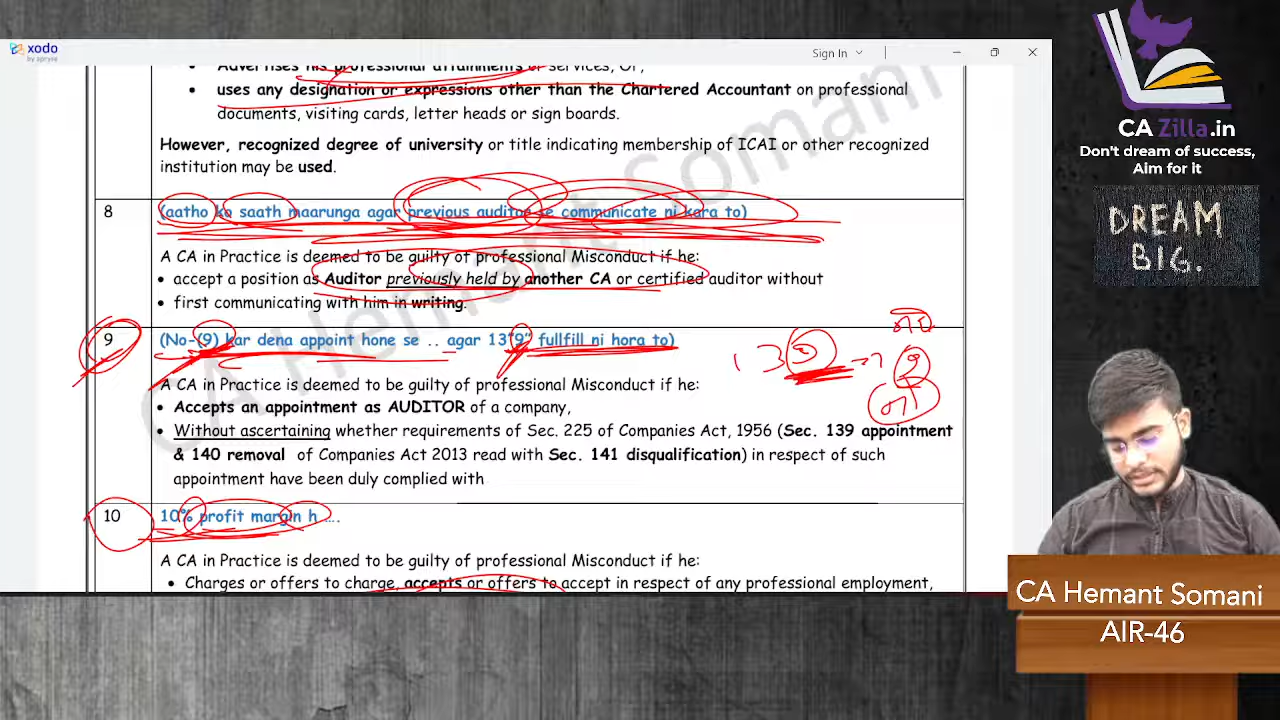 xodo
by apryse
Sign In
CA Zilla.in
Don't dream of success,
Aim for it
DREAM
BIG.
• Advertises his professional attainments or services, Or,
• uses any designation or expressions other than the Chartered Accountant on professional
documents, visiting cards, letter heads or sign boards.
However, recognized degree of university or title indicating membership of ICAI or other recognized
institution may be used.
8
(aatho ko saath maarunga agar previous auditor se communicate ni kara to)
A CA in Practice is deemed to be guilty of professional Misconduct if he:
• accept a position as Auditor previously held by another CA or certified auditor without
• first communicating with him in writing.
9
(No-(9) kar dena appoint hone se .. agar 13"9" fullfill ni hora to)
A CA in Practice is deemed to be guilty of professional Misconduct if he:
• Accepts an appointment as AUDITOR of a company,
• Without ascertaining whether requirements of Sec. 225 of Companies Act, 1956 (Sec. 139 appointment
& 140 removal of Companies Act 2013 read with Sec. 141 disqualification) in respect of such
appointment have been duly complied with
10
10% profit margin h ....
A CA in Practice is deemed to be guilty of professional Misconduct if he:
• Charges or offers to charge, accepts or offers to accept in respect of any professional employment,
CA Hemant Somani
CA Hemant Somani
AIR-46